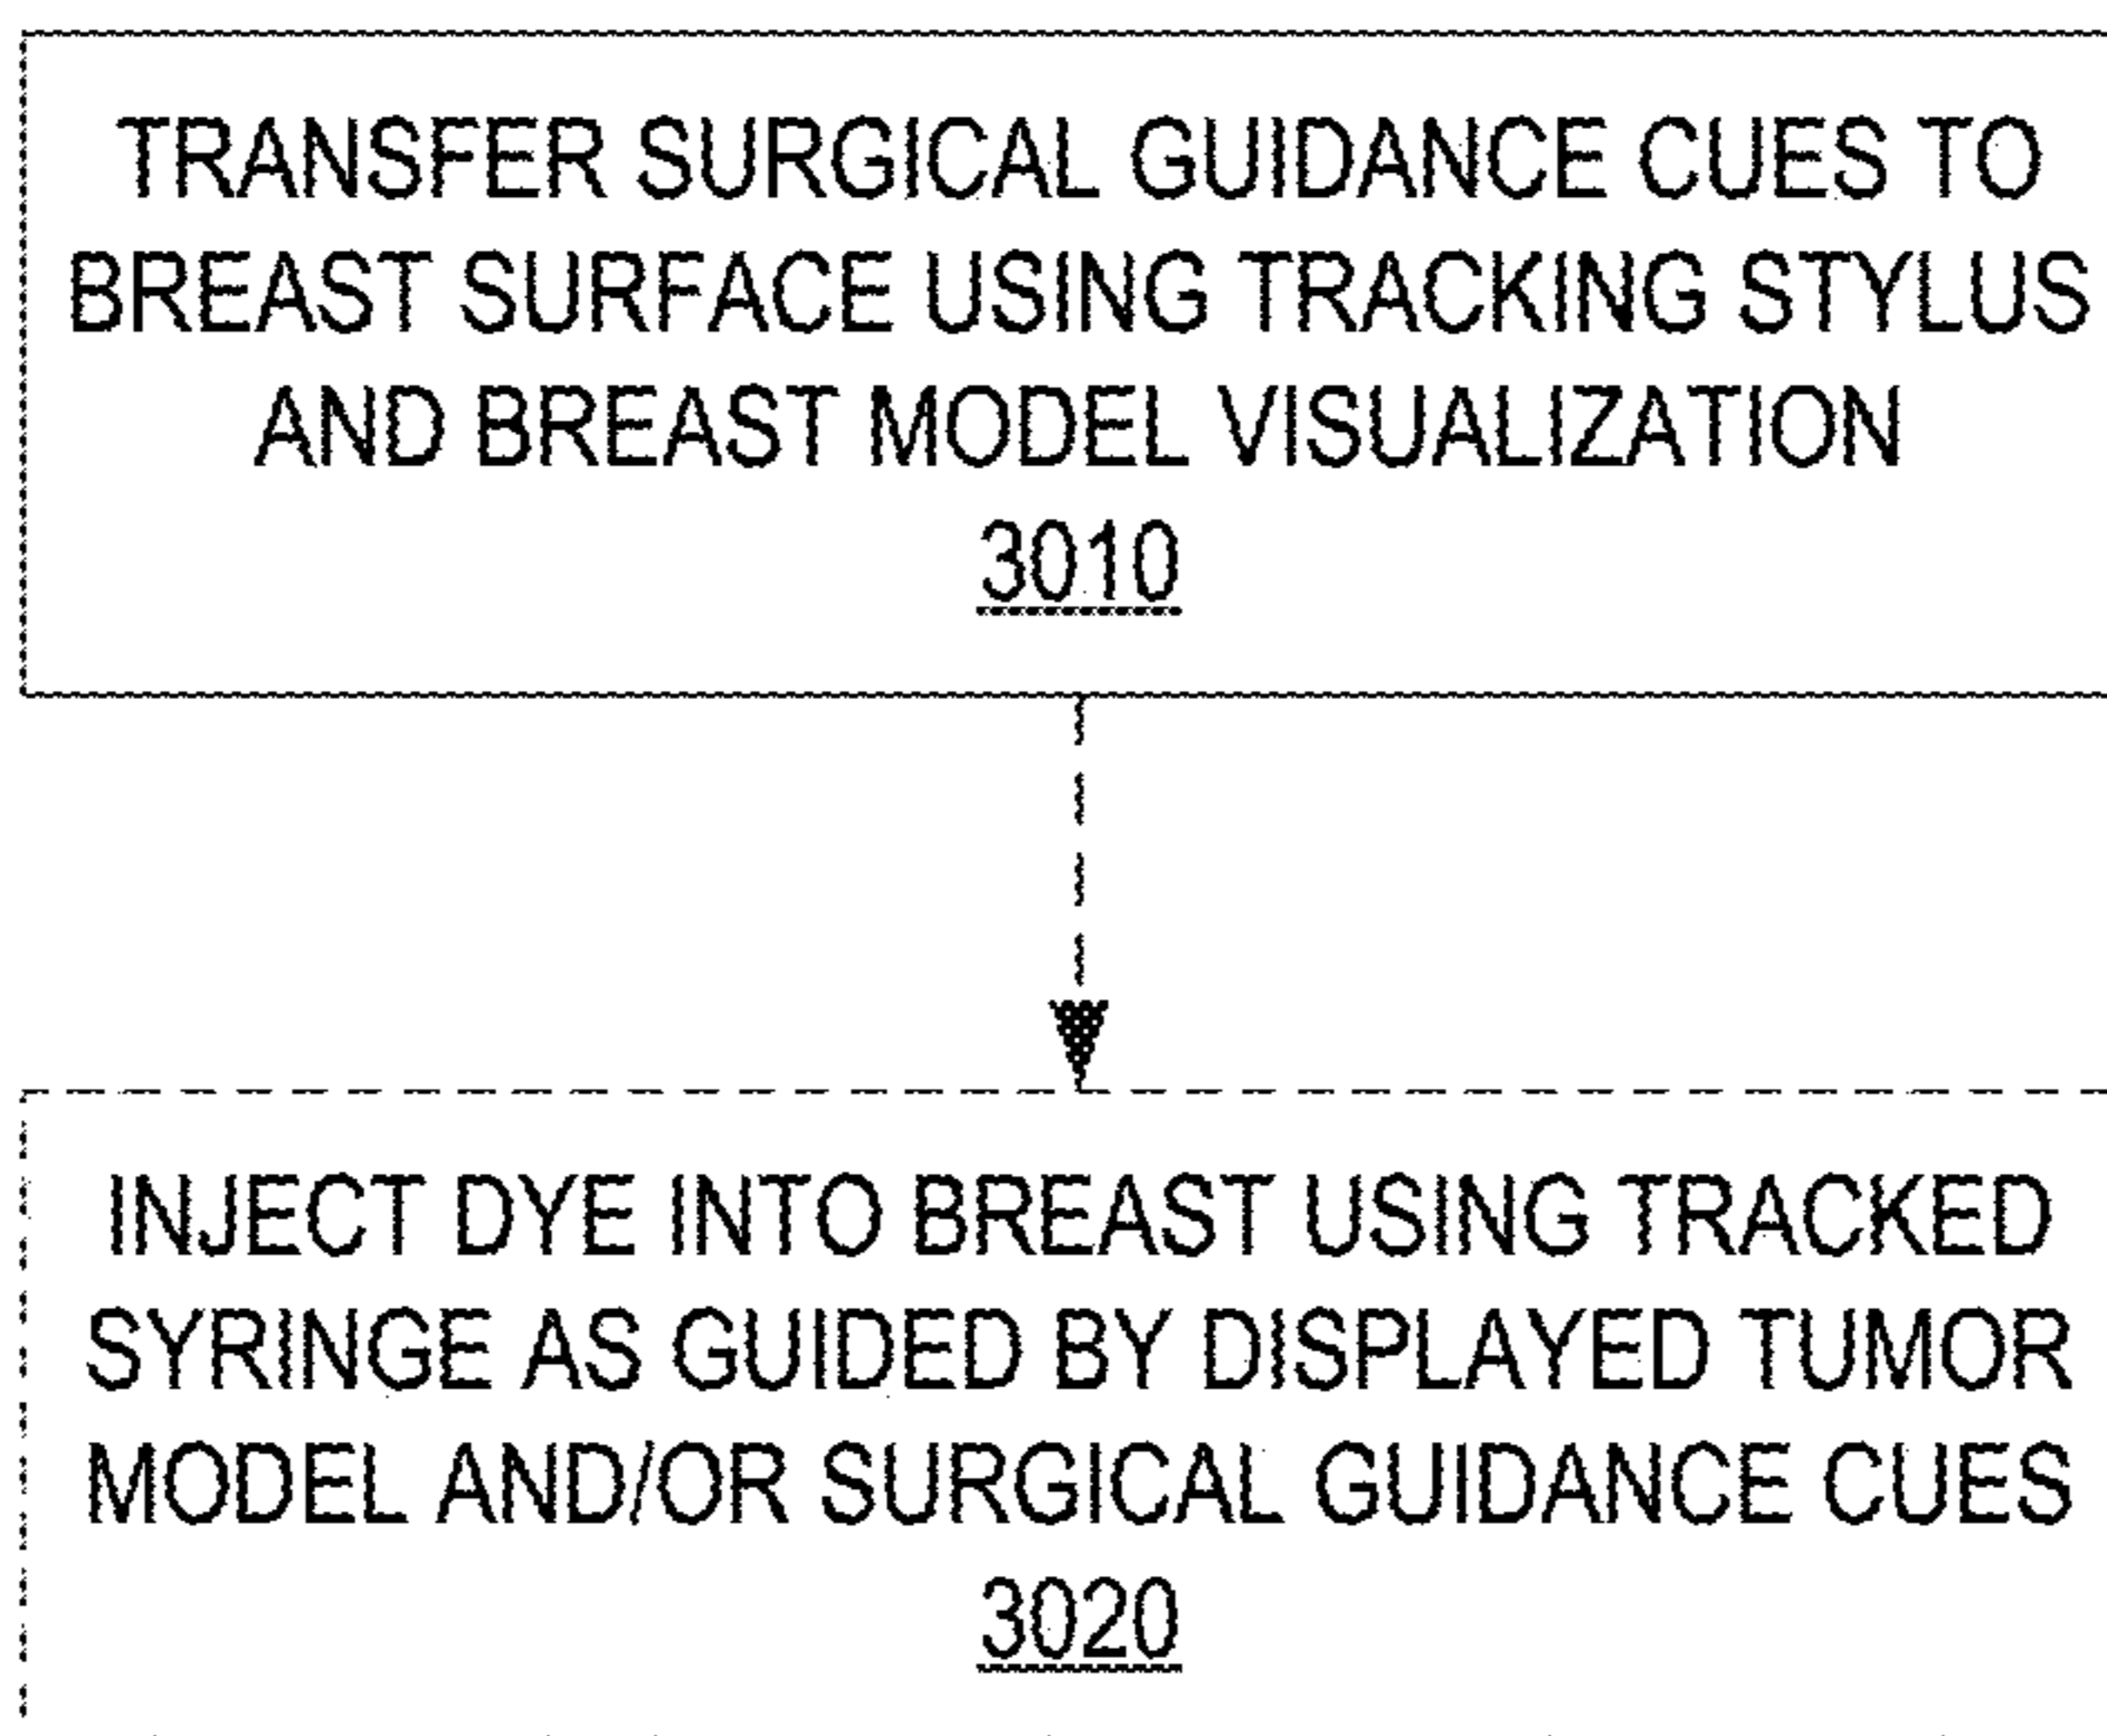 TRANSFER SURGICAL GUIDANCE CUES TO
BREAST SURFACE USING TRACKING STYLUS
AND BREAST MODEL VISUALIZATION
3010
INJECT DYE INTO BREAST USING TRACKED
SYRINGE AS GUIDED BY DISPLAYED TUMOR
MODEL AND/OR SURGICAL GUIDANCE CUES
3020